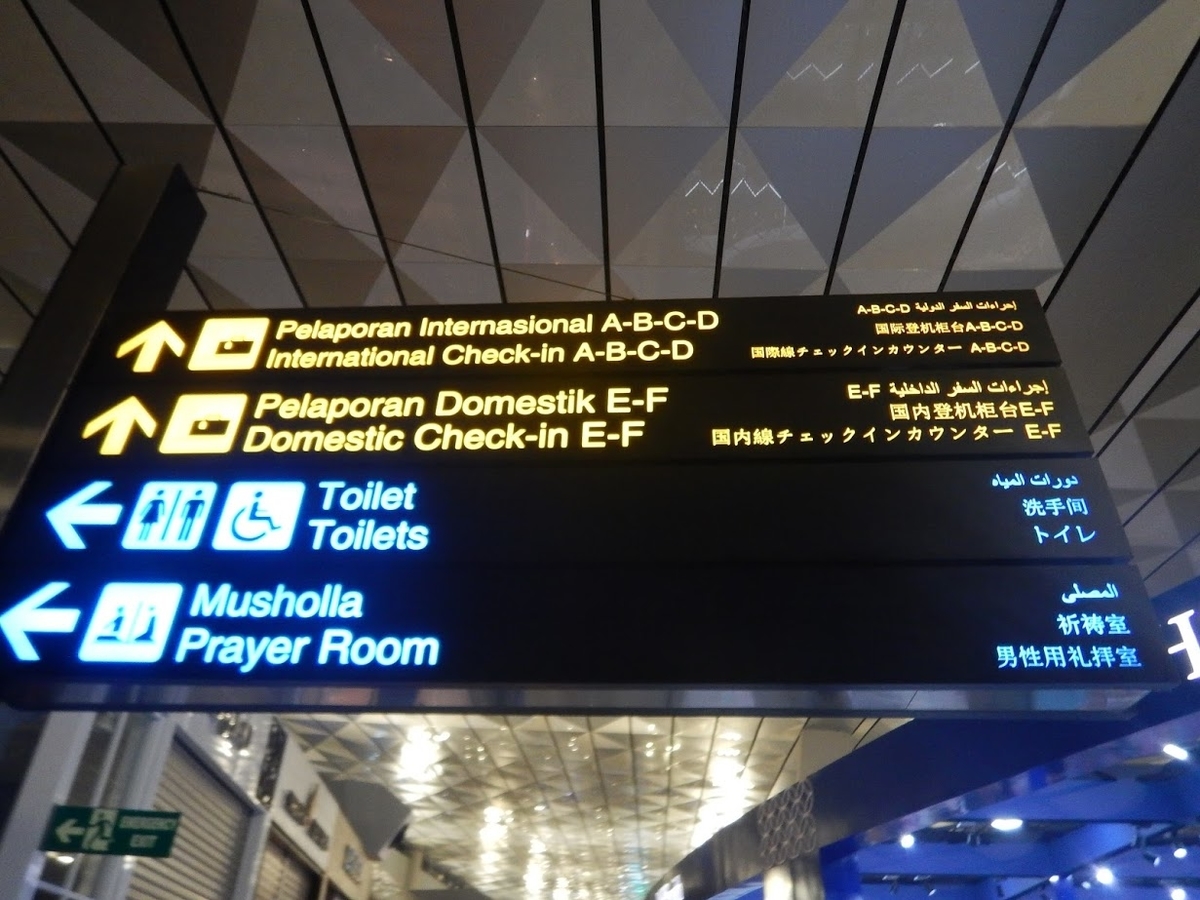 Pelaporan Internasional A-B-C-D
International Check-in A-B-C-D
إجراءات السفر الدولية A-B-C-D
国际登机柜台A-B-C-D
国際線チェックインカウンター A-B-C-D
Pelaporan Domestik E-F
Domestic Check-in E-F
إجراءات السفر الداخلية E-F
国内登机柜台E-F
国内線チェックインカウンター E-F
Toilet
Toilets
دورات المياه
洗手间
トイレ
Musholla
Prayer Room
المصلى
祈祷室
男性用礼拝室
EMERGENCY
EXIT